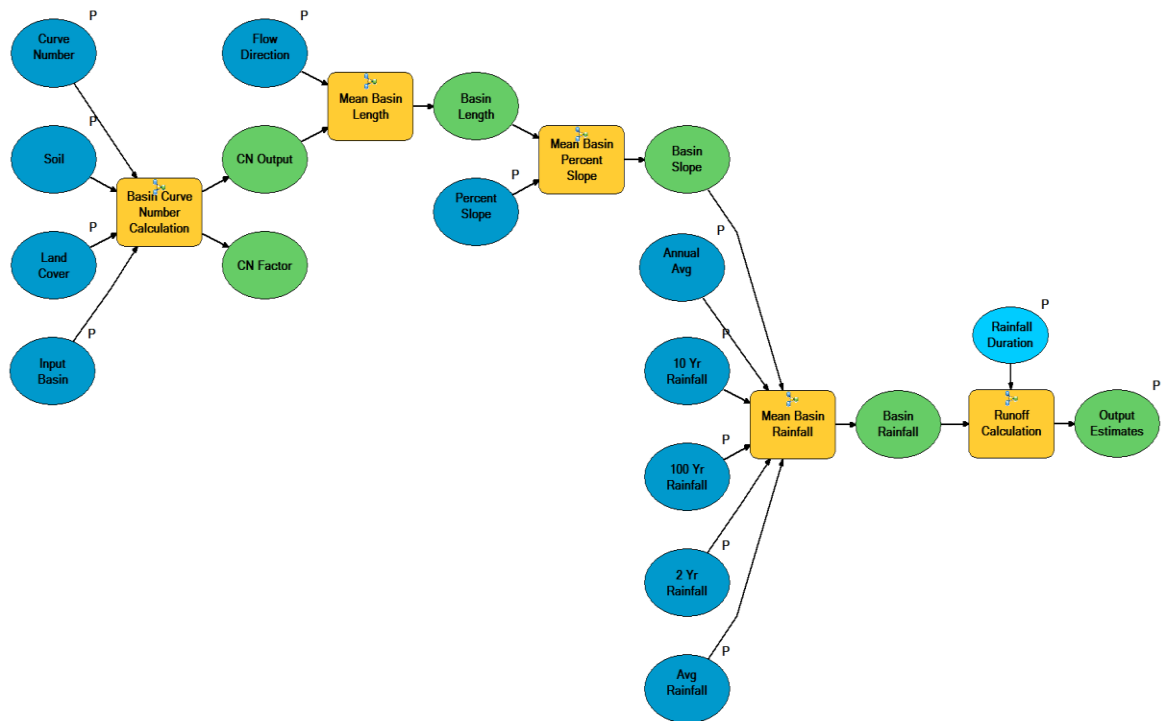 P
Curve
Number
P
Flow
Direction
Mean Basin
Length
Basin
Length
P
Soil
CN Output
Mean Basin
Percent
Slope
Basin
Slope
P
Percent
Slope
Basin Curve
Number
Calculation
P
Land
Cover
CN Factor
P
Annual
Avg
P
Input
Basin
P
10 Yr
Rainfall
P
Rainfall
Duration
Mean Basin
Rainfall
Basin
Rainfall
Runoff
Calculation
P
Output
Estimates
P
100 Yr
Rainfall
P
2 Yr
Rainfall
P
Avg
Rainfall